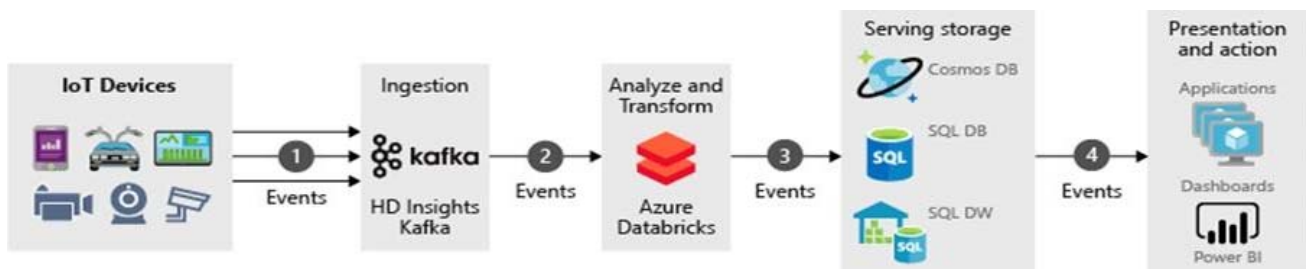 IoT Devices
1
Events
Ingestion
kafka
HD Insights
Kafka
2
Events
Analyze and
Transform
Azure
Databricks
3
Events
Serving storage
Cosmos DB
SQL DB
SQL
SQL DW
SQL
4
Events
Presentation
and action
Applications
Dashboards
Power BI